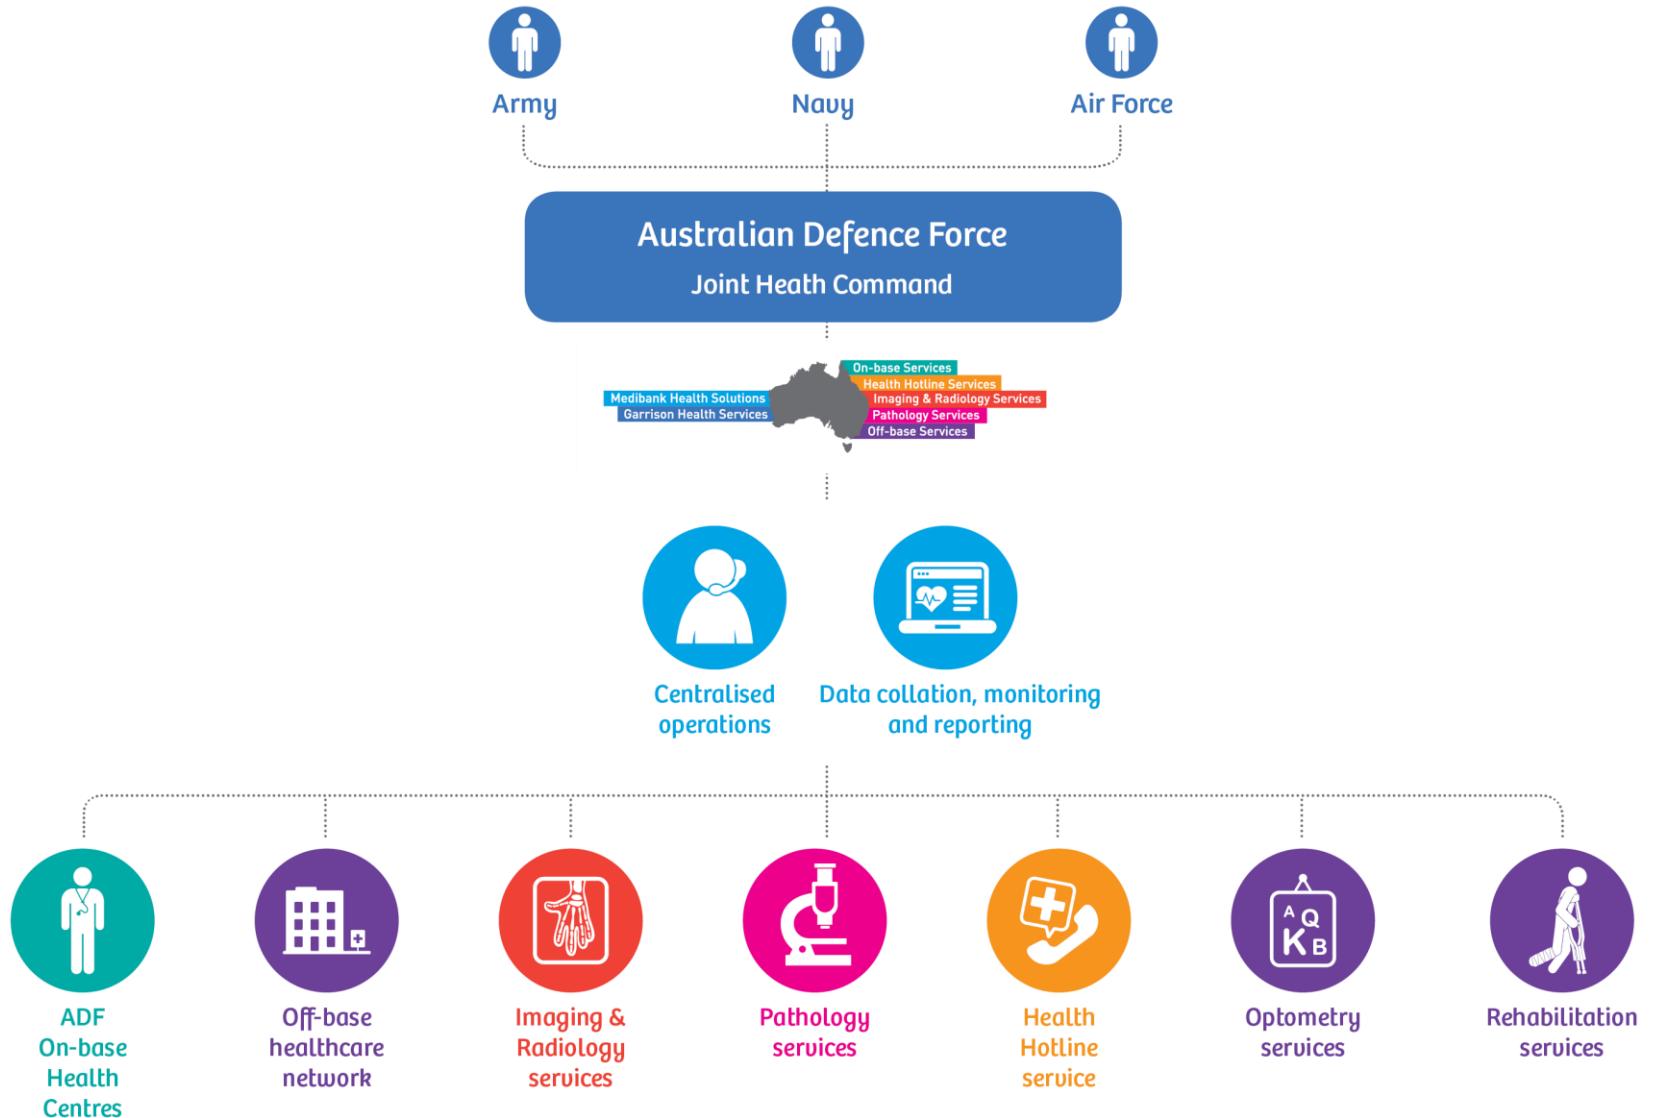 Army
Navy
Air Force
Australian Defence Force
Joint Heath Command
On-base Services
Health Hotline Services
Medibank Health Solutions
Imaging & Radiology Services
Garrison Health Services
Pathology Services
Off-base Services
Centralised
operations
Data collation, monitoring
and reporting
A Q
K B
ADF
On-base
Health
Centres
Off-base
healthcare
network
Imaging &
Radiology
services
Pathology
services
Health
Hotline
service
Optometry
services
Rehabilitation
services